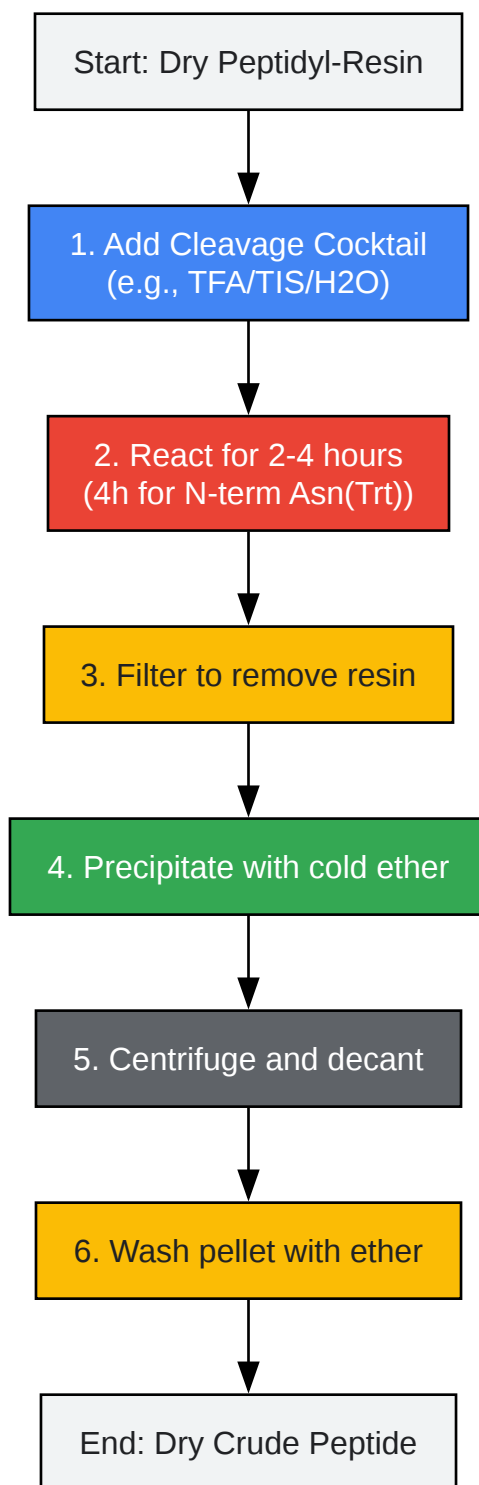 Start: Dry Peptidyl-Resin
1. Add Cleavage Cocktail
(e.g., TFA/TIS/H2O)
2. React for 2-4 hours
(4h for N-term Asn(Trt))
3. Filter to remove resin
4. Precipitate with cold ether
5. Centrifuge and decant
6. Wash pellet with ether
End: Dry Crude Peptide